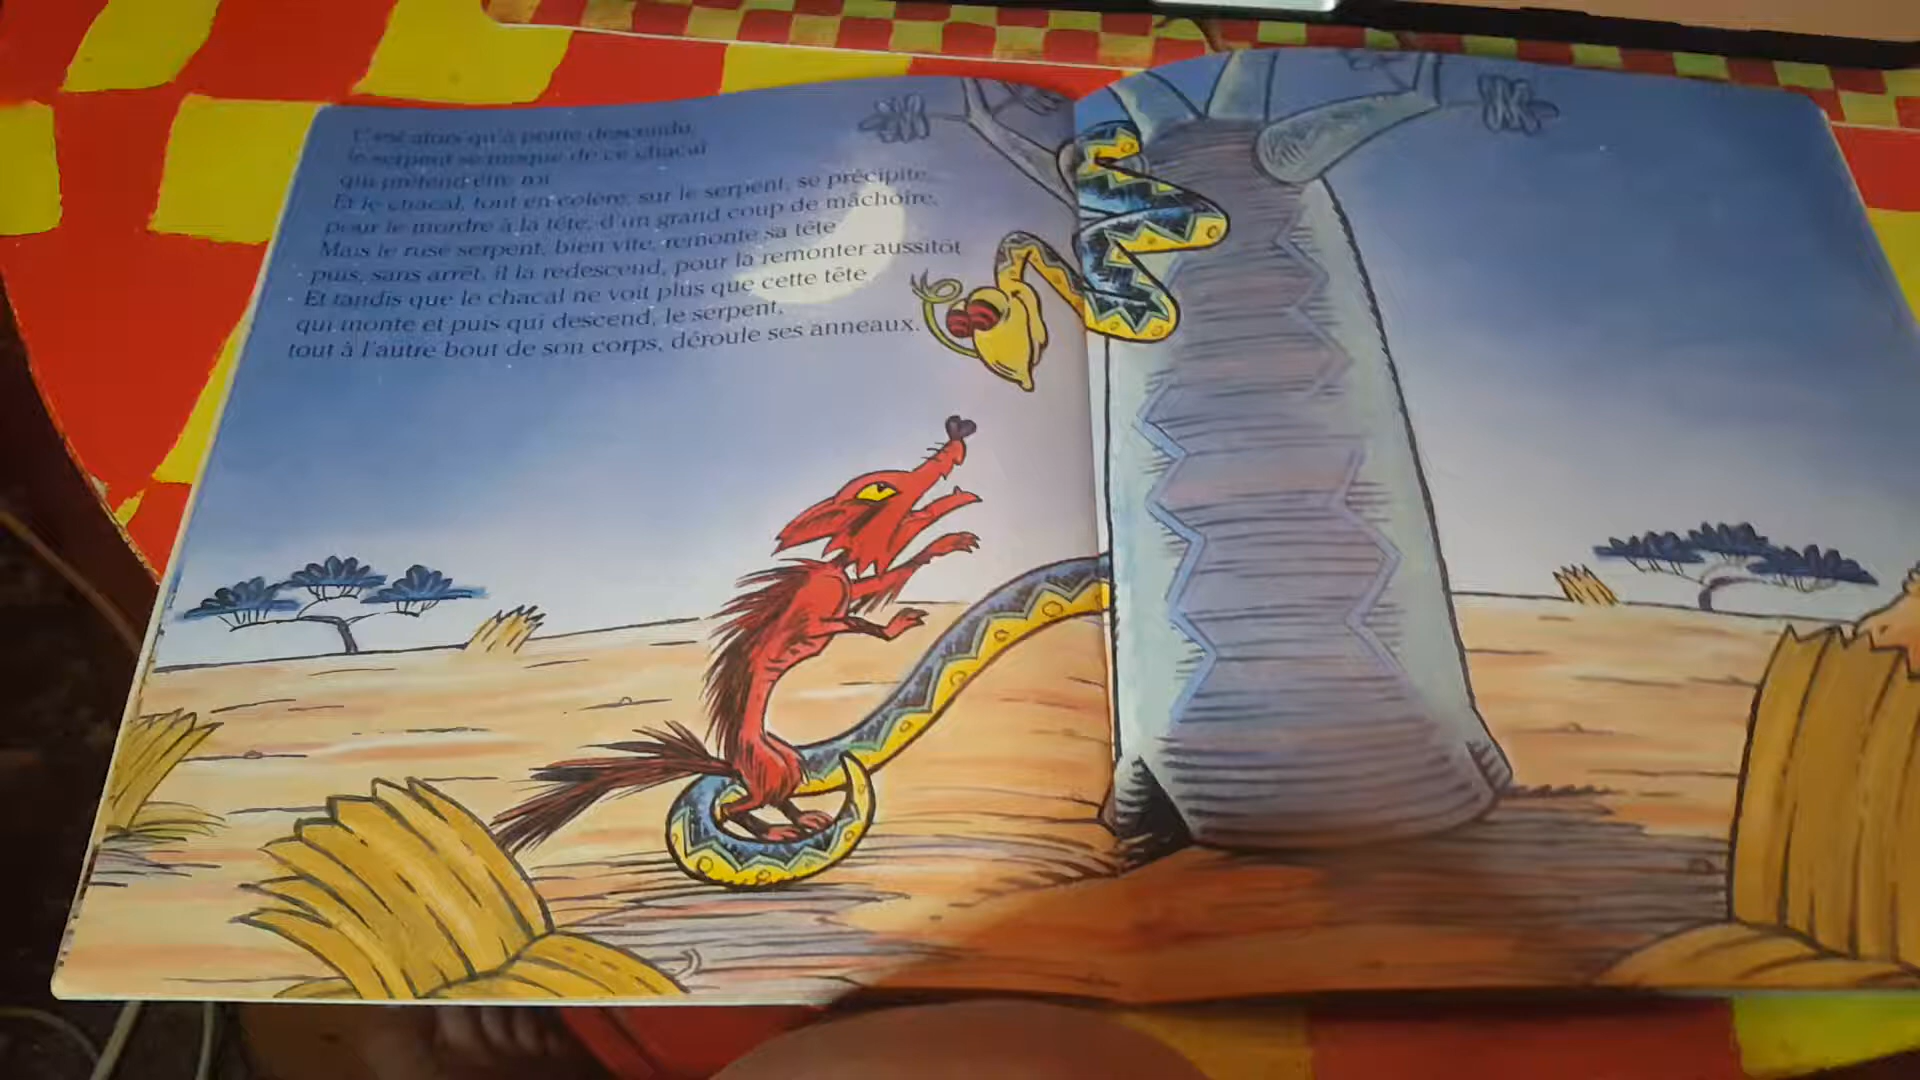 C'est alors qu'à peine descendu,
le serpent se moque de ce chacal
qui prétend être roi
Et le chacal, tout en colère, sur le serpent, se précipite,
pour le mordre à la tête, d'un grand coup de mâchoire,
Mais le rusé serpent, bien vite, remonte sa tête
puis, sans arrêt, il la redescend, pour la remonter aussitôt
Et tandis que le chacal ne voit plus que cette tête
qui monte et puis qui descend, le serpent,
tout à l'autre bout de son corps, déroule ses anneaux.